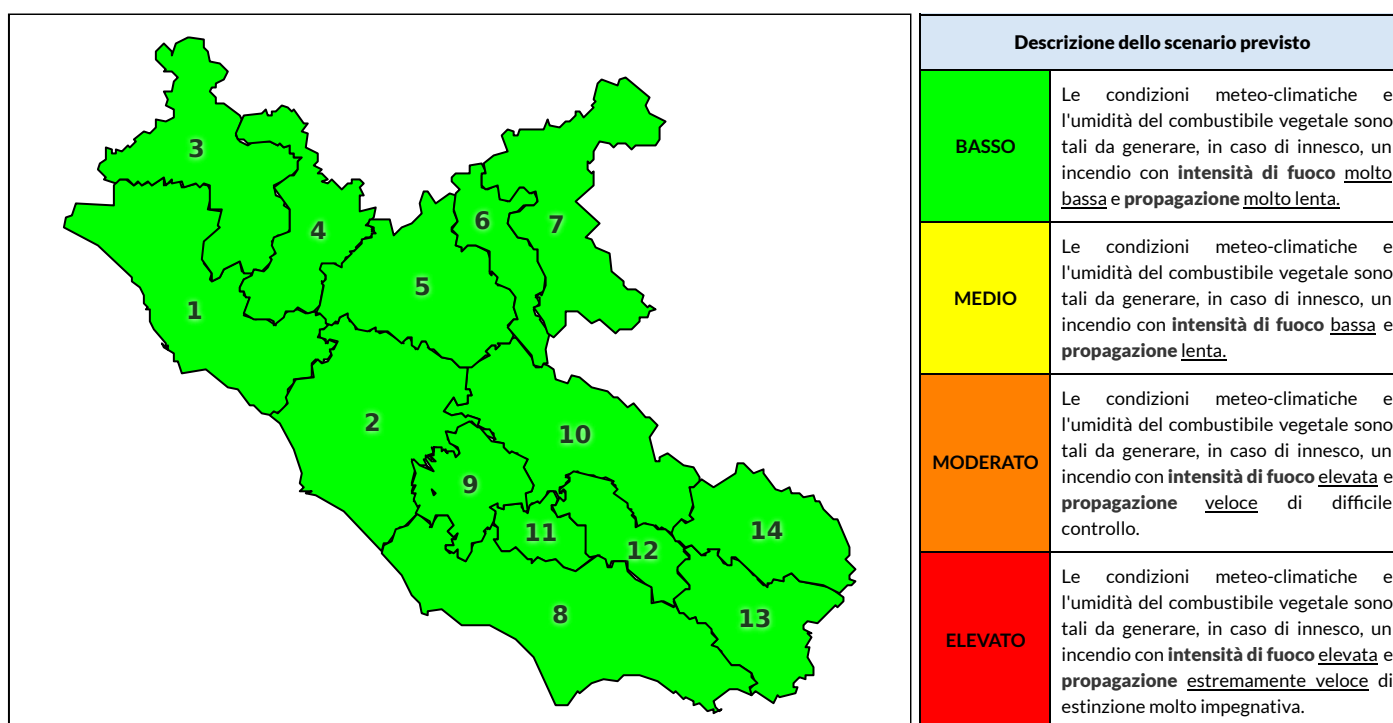 3
4
6
7
5
1
2
10
9
11
12
14
8
13
Descrizione dello scenario previsto
BASSO
Le condizioni meteo-climatiche e
l'umidità del combustibile vegetale sono
tali da generare, in caso di innesco, un
incendio con intensità di fuoco molto
bassa e propagazione molto lenta.
MEDIO
Le condizioni meteo-climatiche e
l'umidità del combustibile vegetale sono
tali da generare, in caso di innesco, un
incendio con intensità di fuoco bassa e
propagazione lenta.
MODERATO
Le condizioni meteo-climatiche e
l'umidità del combustibile vegetale sono
tali da generare, in caso di innesco, un
incendio con intensità di fuoco elevata e
propagazione veloce di difficile
controllo.
ELEVATO
Le condizioni meteo-climatiche e
l'umidità del combustibile vegetale sono
tali da generare, in caso di innesco, un
incendio con intensità di fuoco elevata e
propagazione estremamente veloce di
estinzione molto impegnativa.